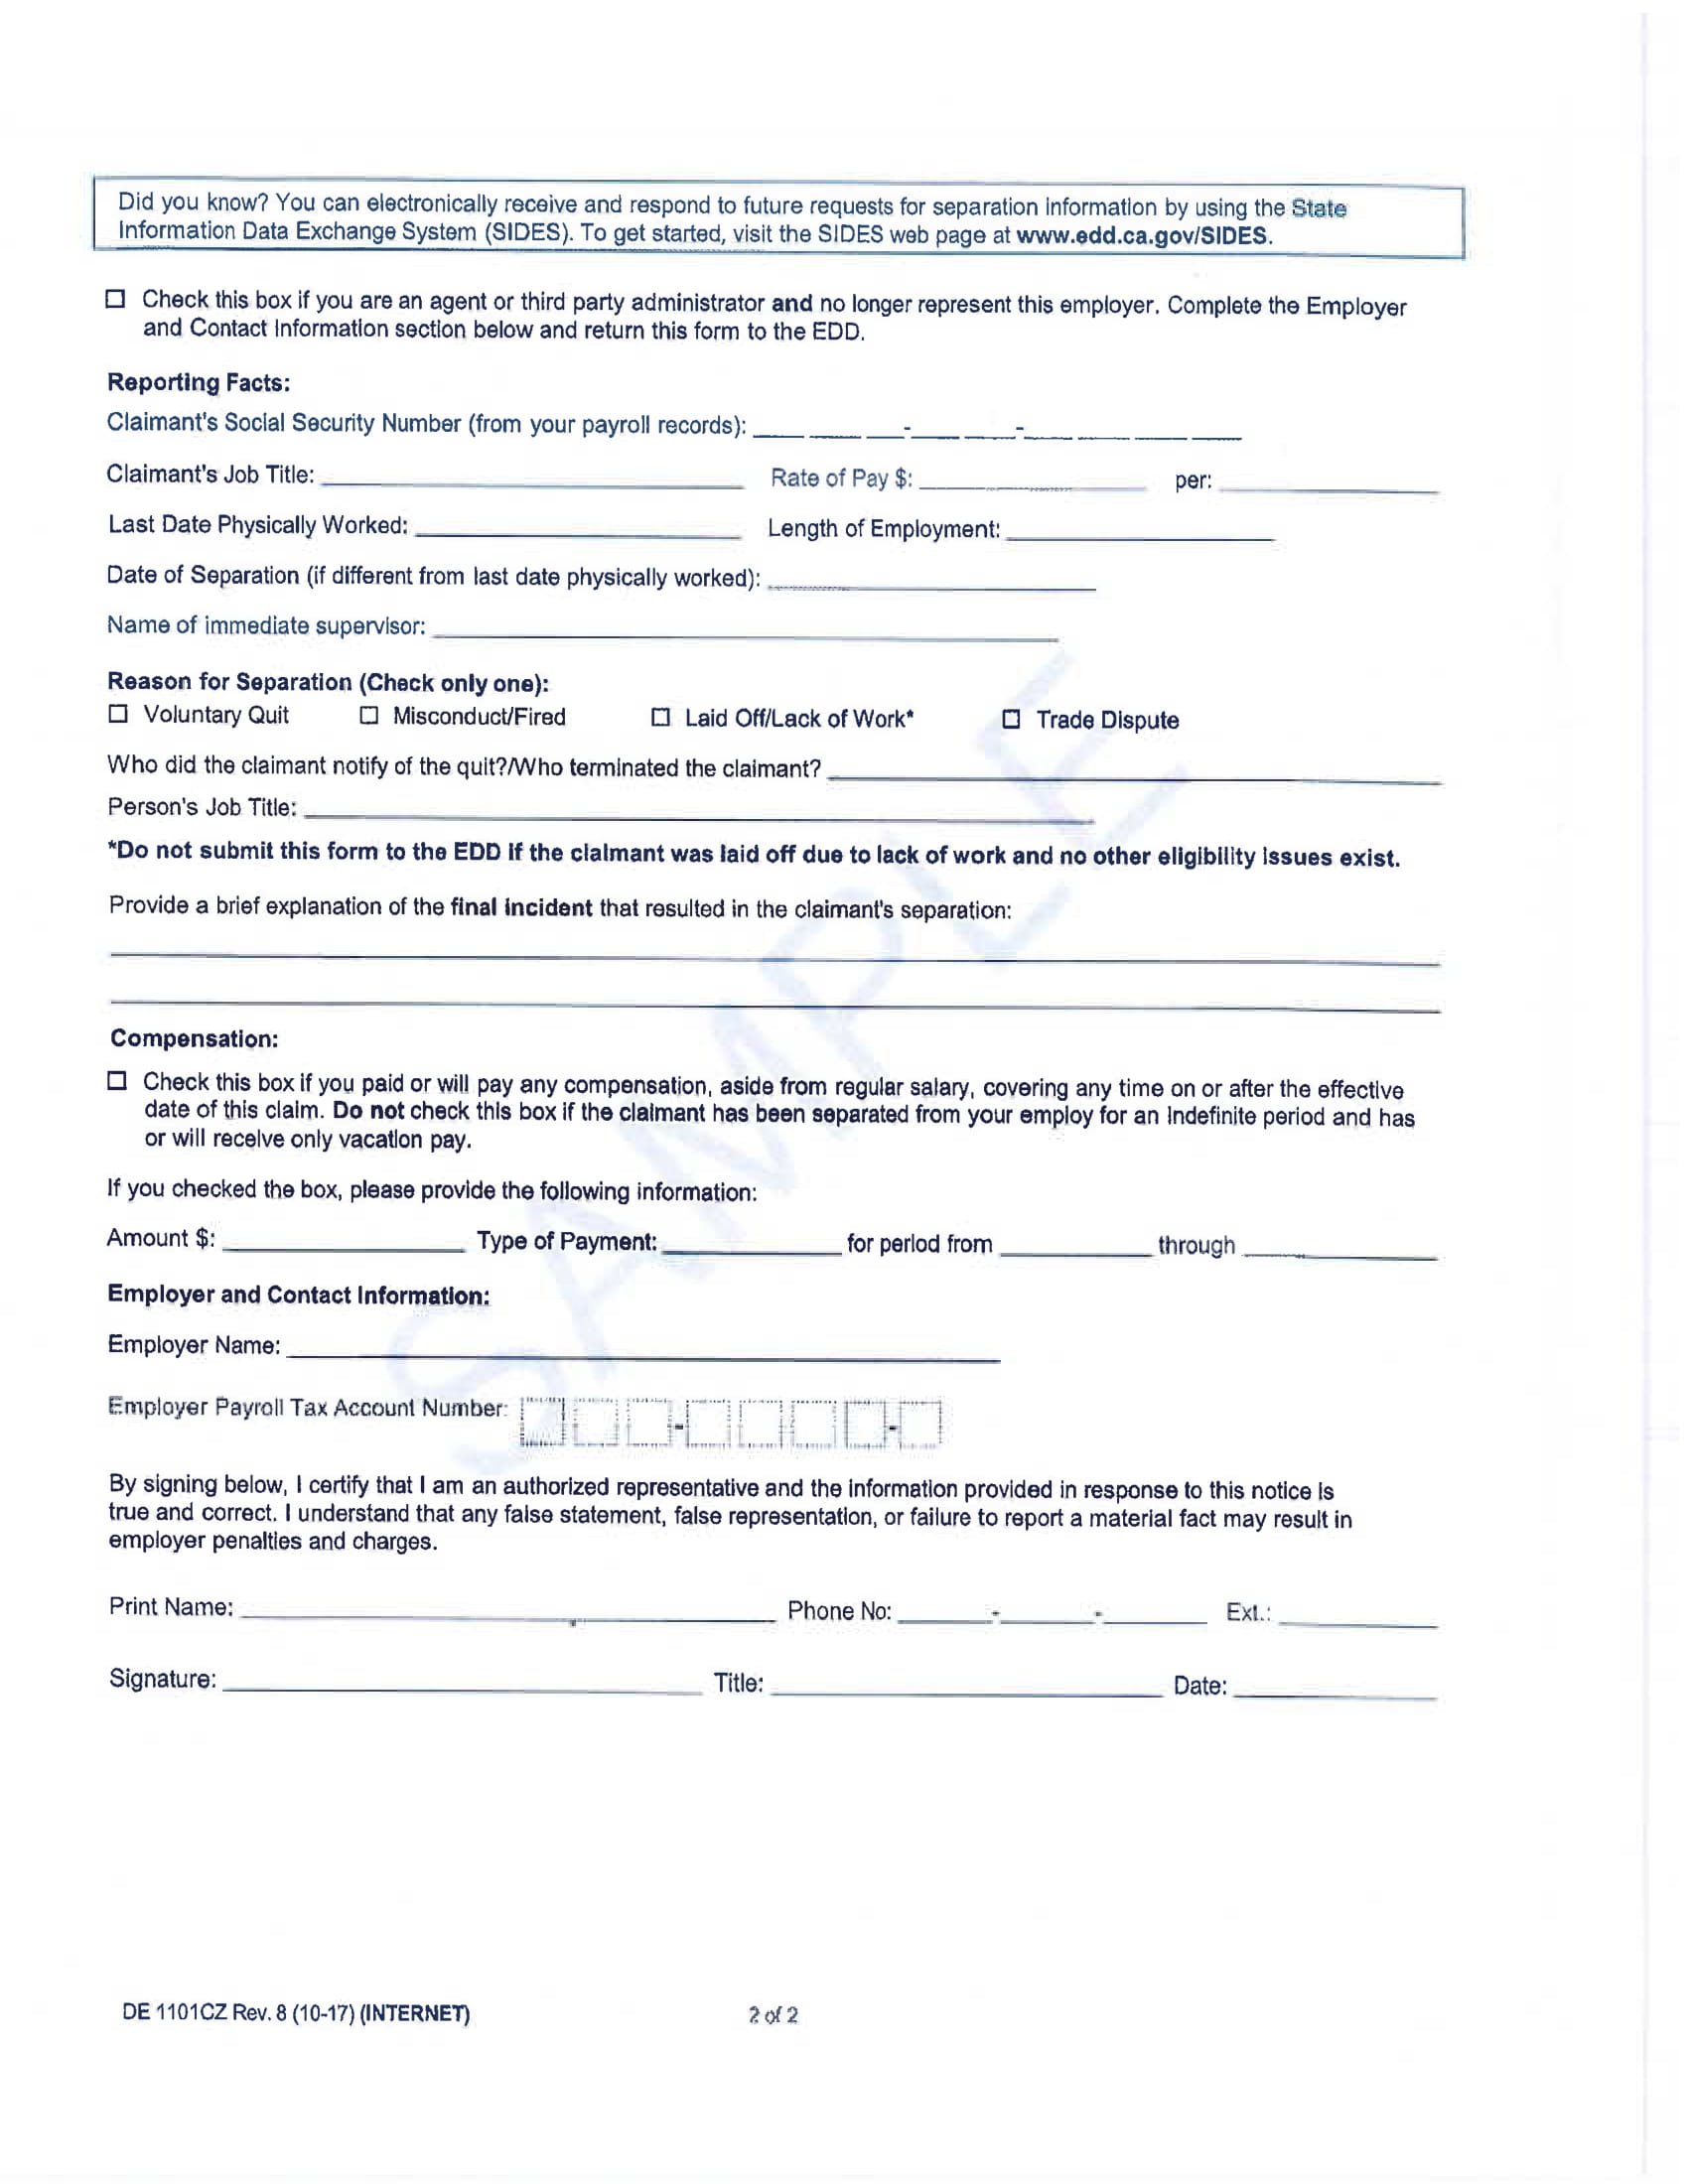 Did you know? You can electronically receive and respond to future requests for separation information by using the State
Information Data Exchange System (SIDES). To get started, visit the SIDES web page at www.edd.ca.gov/SIDES.
☐ Check this box if you are an agent or third party administrator and no longer represent this employer. Complete the Employer
and Contact Information section below and return this form to the EDD.
Reporting Facts:
Claimant's Social Security Number (from your payroll records): ___ ___ ___-___ ___-___ ___ ___ ___
Claimant's Job Title: ____________ Rate of Pay $: ____________ per: ____________
Last Date Physically Worked: ____________ Length of Employment: ____________
Date of Separation (if different from last date physically worked): ____________
Name of immediate supervisor: ____________
Reason for Separation (Check only one):
☐ Voluntary Quit ☐ Misconduct/Fired ☐ Laid Off/Lack of Work* ☐ Trade Dispute
Who did the claimant notify of the quit?/Who terminated the claimant? ____________
Person's Job Title: ____________
*Do not submit this form to the EDD if the claimant was laid off due to lack of work and no other eligibility issues exist.
Provide a brief explanation of the final incident that resulted in the claimant's separation:
Compensation:
☐ Check this box if you paid or will pay any compensation, aside from regular salary, covering any time on or after the effective
date of this claim. Do not check this box if the claimant has been separated from your employ for an indefinite period and has
or will receive only vacation pay.
If you checked the box, please provide the following information:
Amount $: ____________ Type of Payment: ____________ for period from ____________ through ____________
Employer and Contact Information:
Employer Name: ____________
Employer Payroll Tax Account Number: ☐☐☐-☐☐☐☐-☐
By signing below, I certify that I am an authorized representative and the information provided in response to this notice is
true and correct. I understand that any false statement, false representation, or failure to report a material fact may result in
employer penalties and charges.
Print Name: ____________ Phone No: ______-______-______ Ext.: ____________
Signature: ____________ Title: ____________ Date: ____________
SAMPLE
DE 1101CZ Rev. 8 (10-17) (INTERNET) 2 of 2